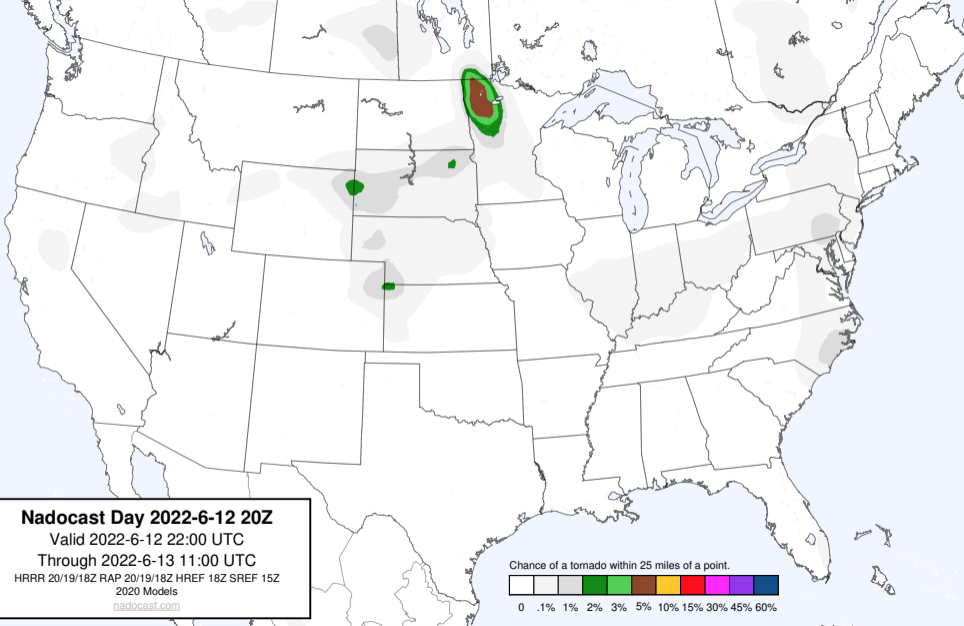 Nadocast Day 2022-6-12 20Z
Valid 2022-6-12 22:00 UTC
Through 2022-6-13 11:00 UTC
HRRR 20/19/18Z RAP 20/19/18Z HREF 18Z SREF 15Z
2020 Models
nadocast.com
Chance of a tornado within 25 miles of a point.
0 .1% 1% 2% 3% 5% 10% 15% 30% 45% 60%